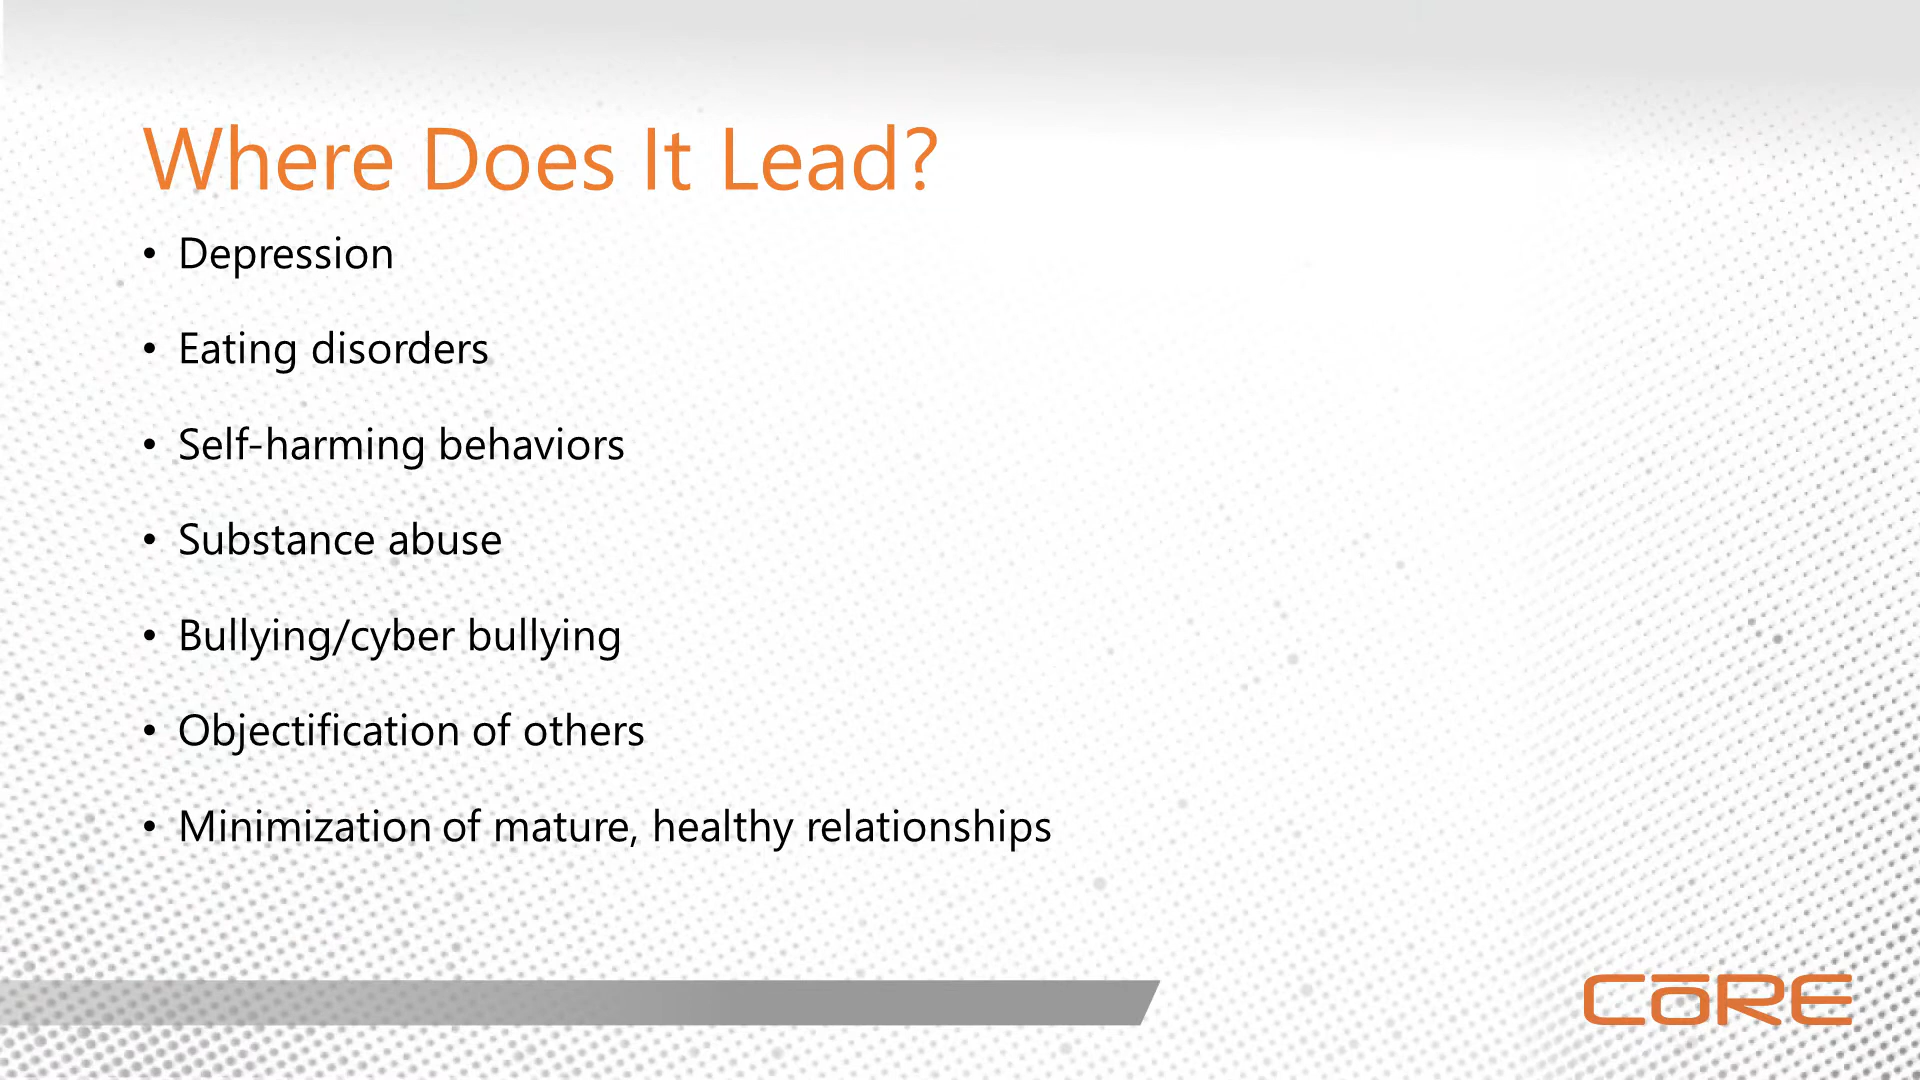 Where Does It Lead?
• Depression
• Eating disorders
• Self-harming behaviors
• Substance abuse
• Bullying/cyber bullying
• Objectification of others
• Minimization of mature, healthy relationships
CōRE